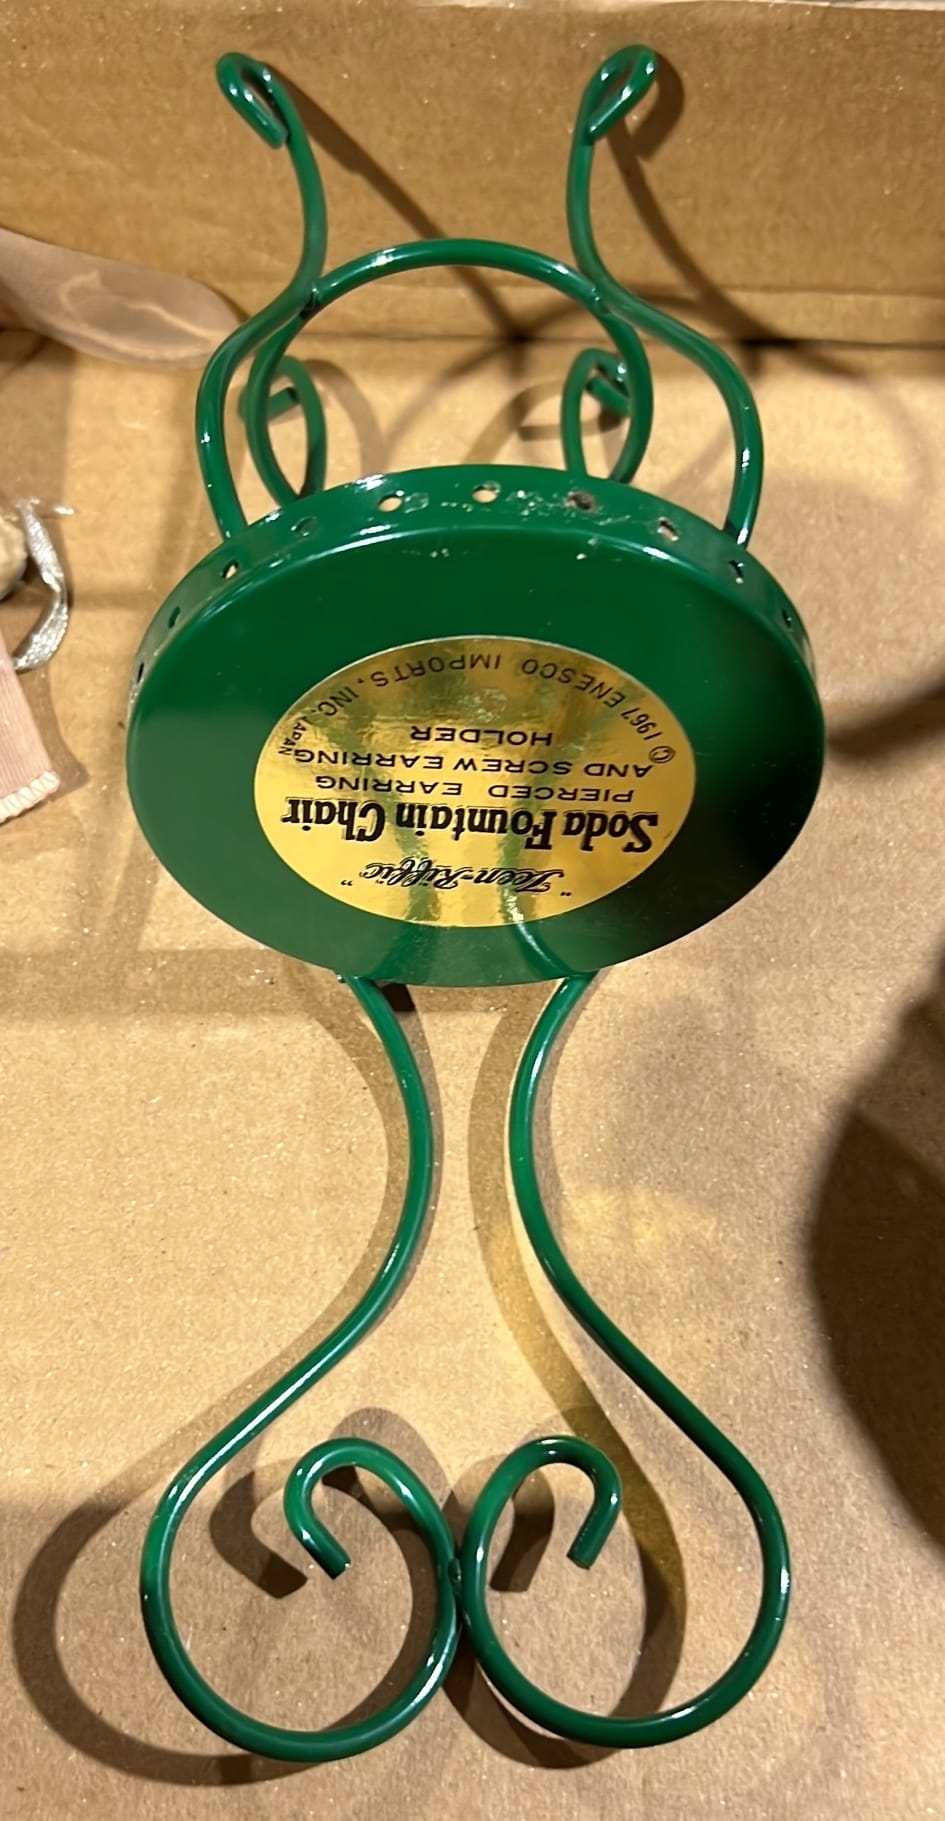 "Teen-Riffic"
Soda Fountain Chair
PIERCED EARRING
AND SCREW EARRING
HOLDER
© 1967 ENESCO IMPORTS, INC. JAPAN